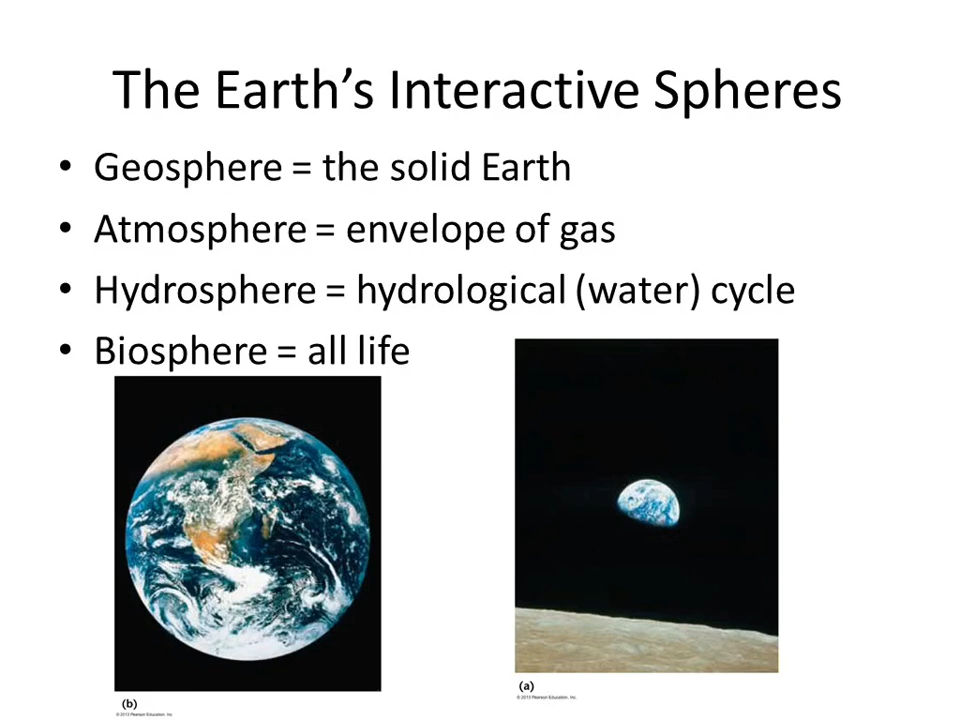 The Earth’s Interactive Spheres
• Geosphere = the solid Earth
• Atmosphere = envelope of gas
• Hydrosphere = hydrological (water) cycle
• Biosphere = all life
(a)
© 2013 Pearson Education, Inc.
(b)
© 2013 Pearson Education, Inc.